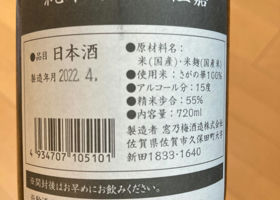 ●品目 日本酒
製造年月 2022. 4.
●原材料名：
米(国産)・米麹(国産米)
●使用米：さがの華100%
●アルコール分：15度
●精米歩合：55%
●内容量：720ml
製造者 窓乃梅酒造株式会社
佐賀県佐賀市久保田町大字
新田1833-1640
4 934707 105101
※開封後はお早めにお飲みください。